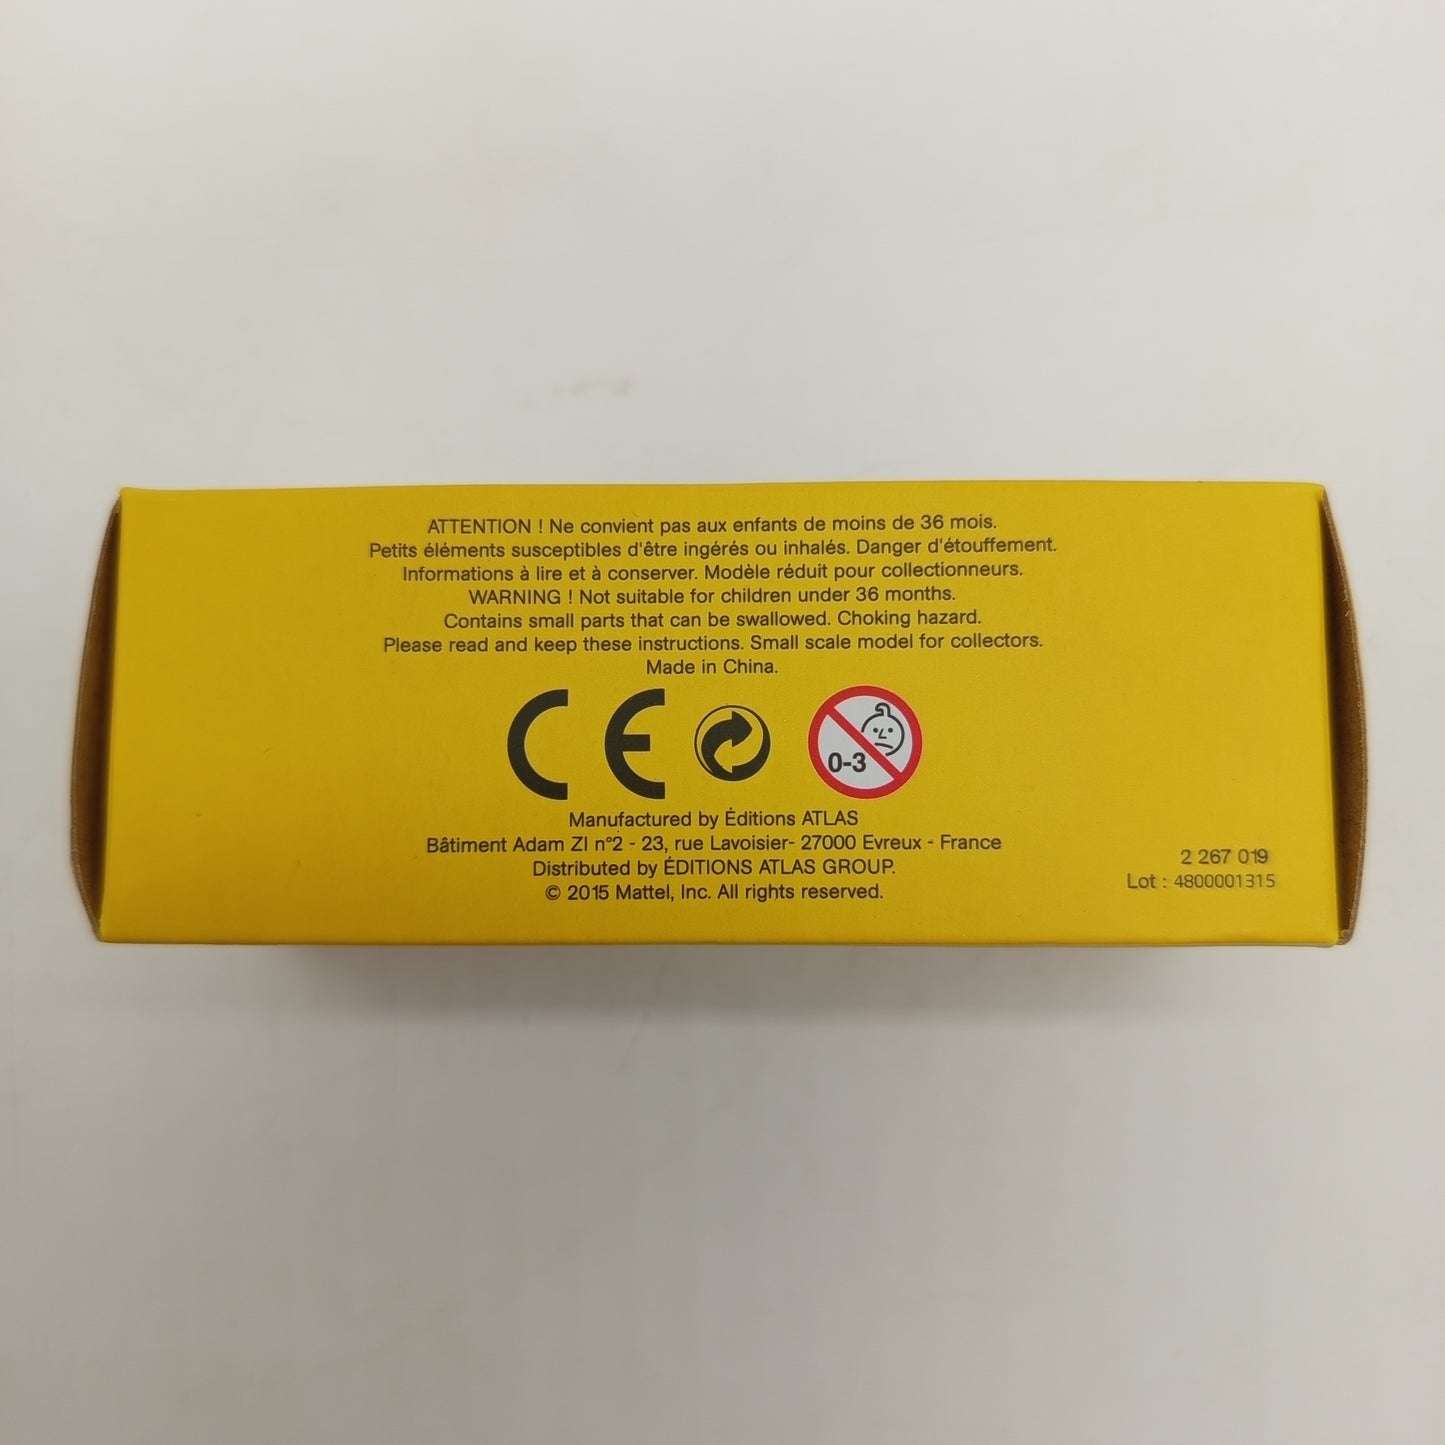 ATTENTION ! Ne convient pas aux enfants de moins de 36 mois.
Petits éléments susceptibles d'être ingérés ou inhalés. Danger d'étouffement.
Informations à lire et à conserver. Modèle réduit pour collectionneurs.
WARNING ! Not suitable for children under 36 months.
Contains small parts that can be swallowed. Choking hazard.
Please read and keep these instructions. Small scale model for collectors.
Made in China.
CE
0-3
Manufactured by Éditions ATLAS
Bâtiment Adam ZI n°2 - 23, rue Lavoisier- 27000 Evreux - France
Distributed by ÉDITIONS ATLAS GROUP.
© 2015 Mattel, Inc. All rights reserved.
2 267 019
Lot : 4800001315